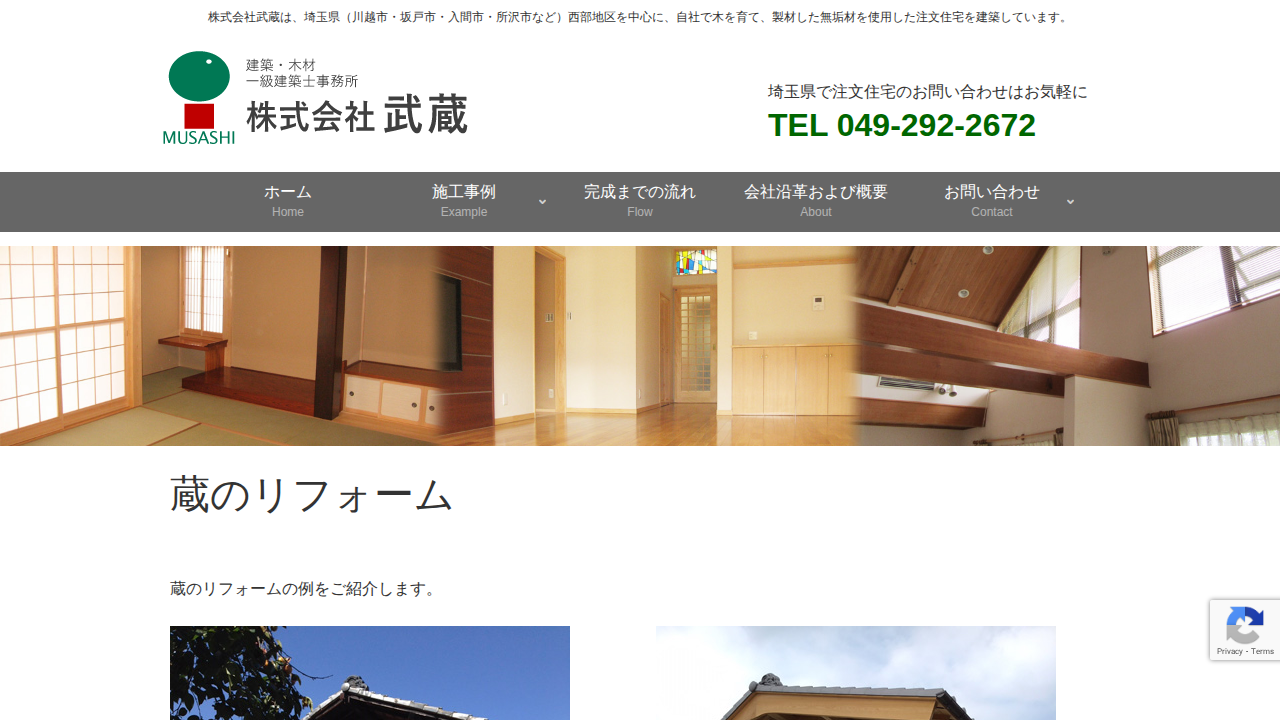 株式会社武蔵は、埼玉県（川越市・坂戸市・入間市・所沢市など）西部地区を中心に、自社で木を育て、製材した無垢材を使用した注文住宅を建築しています。
建築・木材
一級建築士事務所
株式会社 武蔵
MUSASHI
埼玉県で注文住宅のお問い合わせはお気軽に
TEL 049-292-2672
ホーム 施工事例 完成までの流れ 会社沿革および概要 お問い合わせ
Home Example Flow About Contact
蔵のリフォーム
蔵のリフォームの例をご紹介します。
Privacy - Terms